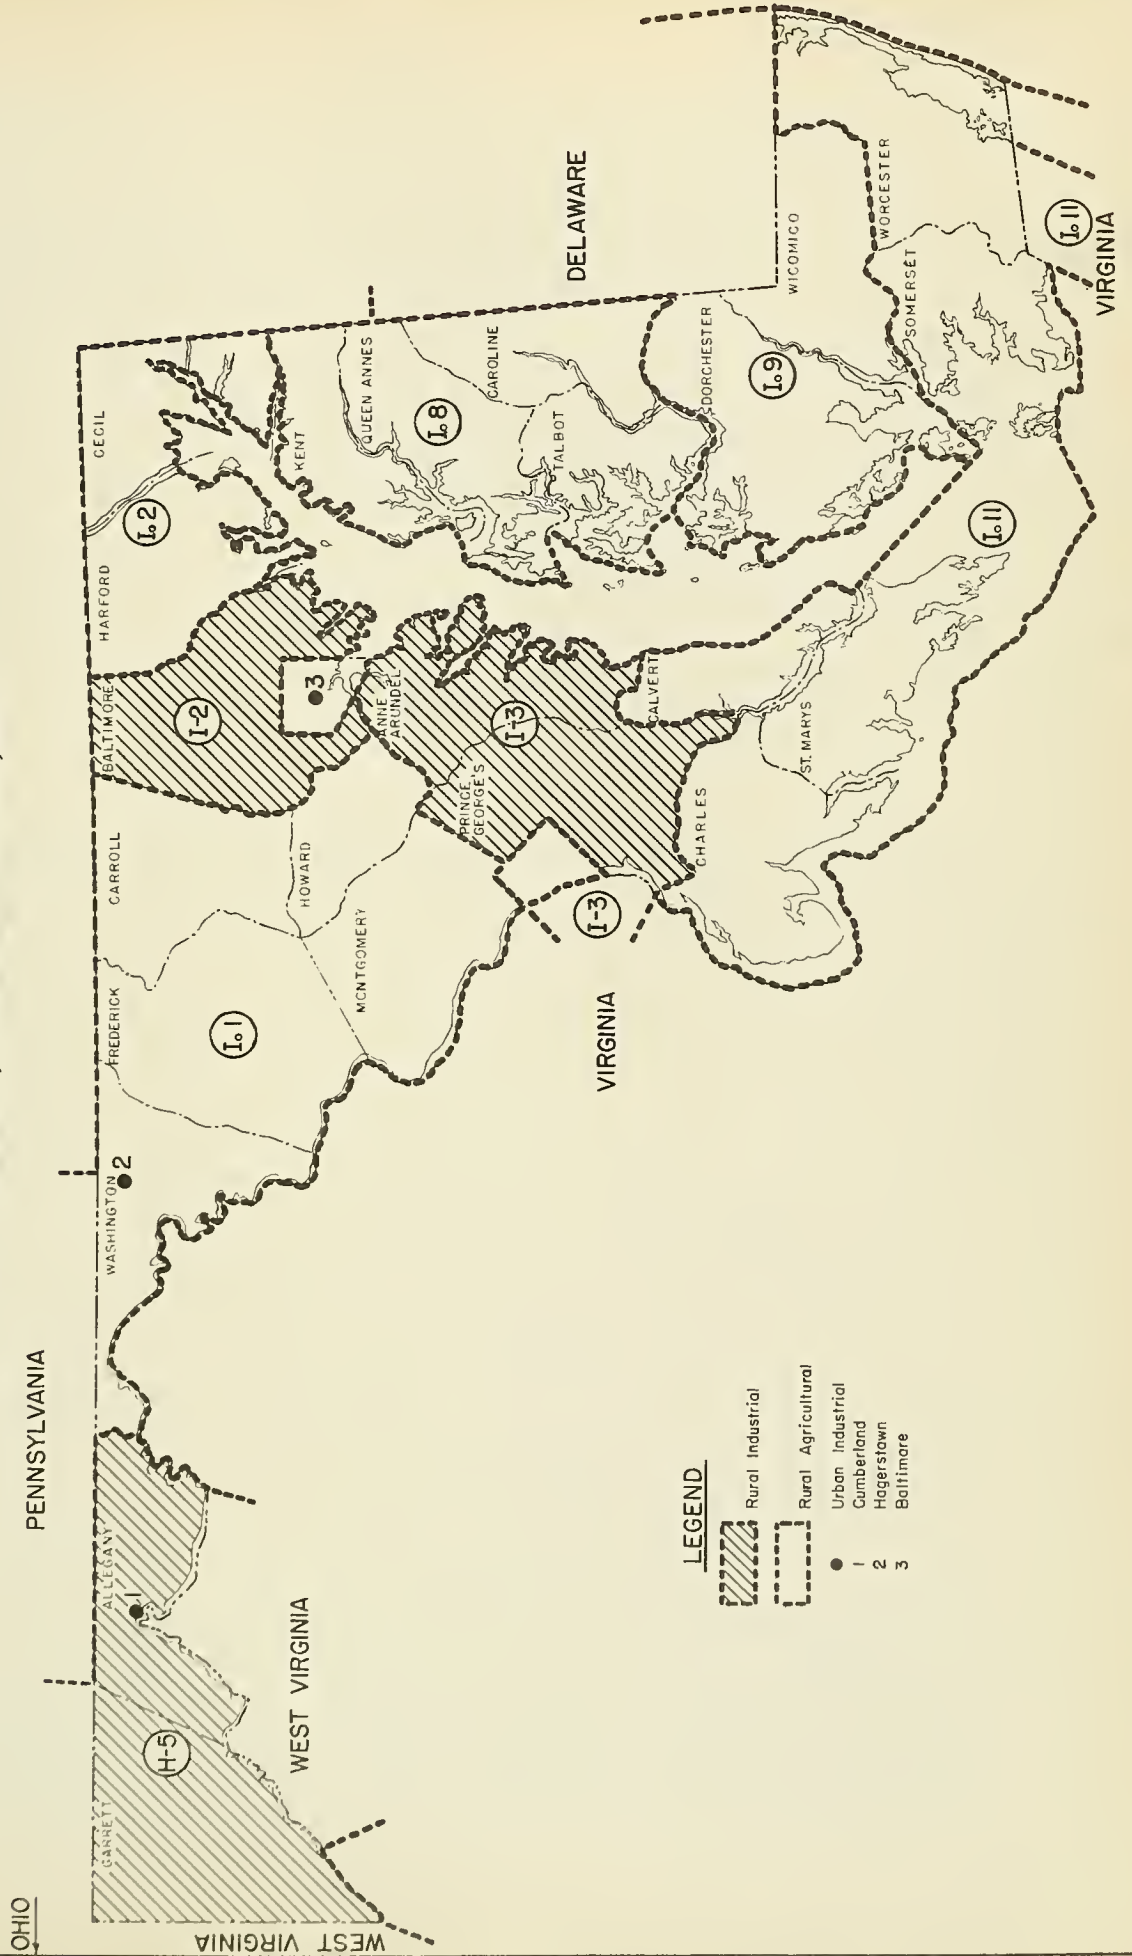 OHIO
PENNSYLVANIA
WEST VIRGINIA
GARRETT
H-5
ALLEGANY
1
WEST VIRGINIA
WASHINGTON
2
FREDERICK
I.1
CARROLL
HOWARD
MONTGOMERY
BALTIMORE
I-2
3
HARFORD
I.2
CECIL
ANNE
ARUNDEL
I-3
PRINCE
GEORGE'S
I-3
CALVERT
CHARLES
ST. MARYS
VIRGINIA
KENT
QUEEN ANNES
I.8
CAROLINE
TALBOT
DELAWARE
DORCHESTER
I.9
WICOMICO
WORCESTER
SOMERSET
I.11
I.11
VIRGINIA
LEGEND
Rural Industrial
Rural Agricultural
Urban Industrial
1 Cumberland
2 Hagerstown
3 Baltimore